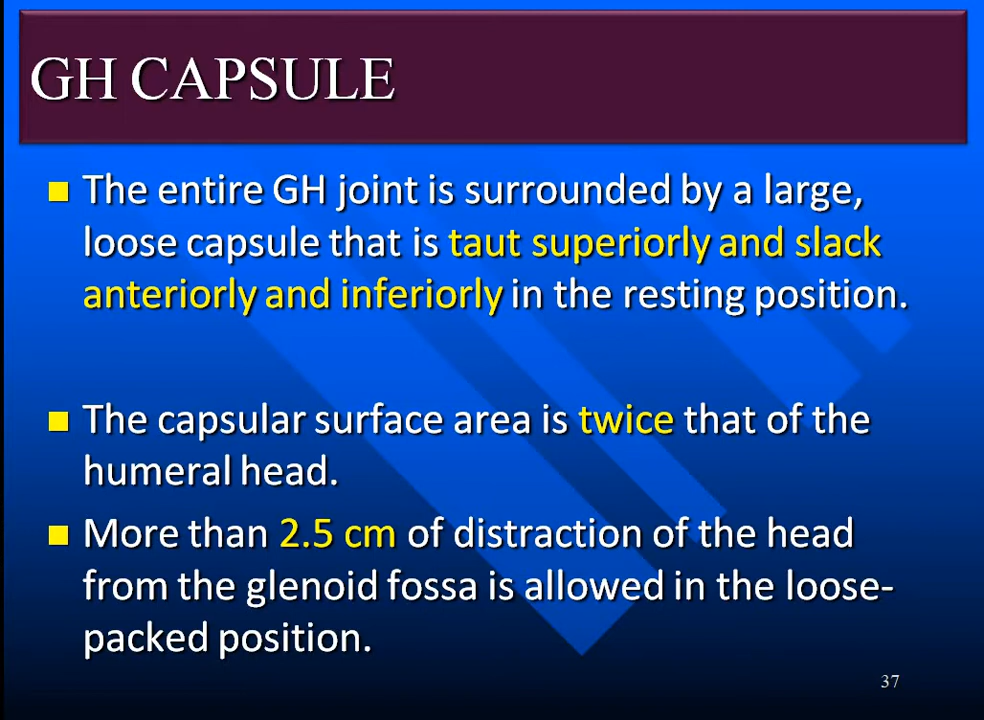 GH CAPSULE
The entire GH joint is surrounded by a large,
loose capsule that is taut superiorly and slack
anteriorly and inferiorly in the resting position.
The capsular surface area is twice that of the
humeral head.
More than 2.5 cm of distraction of the head
from the glenoid fossa is allowed in the loose-
packed position.
37